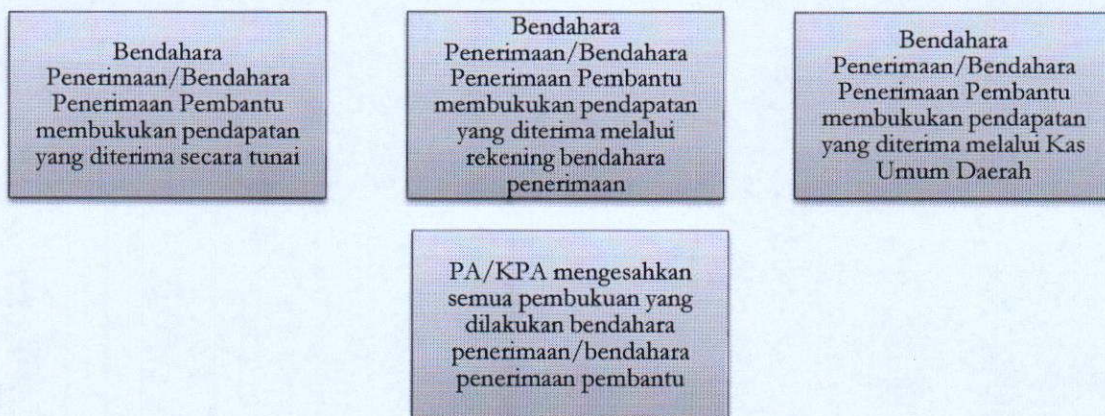 Bendahara
Penerimaan/Bendahara
Penerimaan Pembantu
membukukan pendapatan
yang diterima secara tunai
Bendahara
Penerimaan/Bendahara
Penerimaan Pembantu
membukukan pendapatan
yang diterima melalui
rekening bendahara
penerimaan
Bendahara
Penerimaan/Bendahara
Penerimaan Pembantu
membukukan pendapatan
yang diterima melalui Kas
Umum Daerah
PA/KPA mengesahkan
semua pembukuan yang
dilakukan bendahara
penerimaan/bendahara
penerimaan pembantu